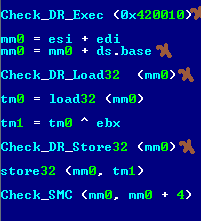 Check_DR_Exec (0x420010)
mm0 = esi + edi
mm0 = mm0 + ds.base
Check_DR_Load32 (mm0)
tm0 = load32 (mm0)
tm1 = tm0 ^ ebx
Check_DR_Store32 (mm0)
store32 (mm0, tm1)
Check_SMC (mm0, mm0 + 4)